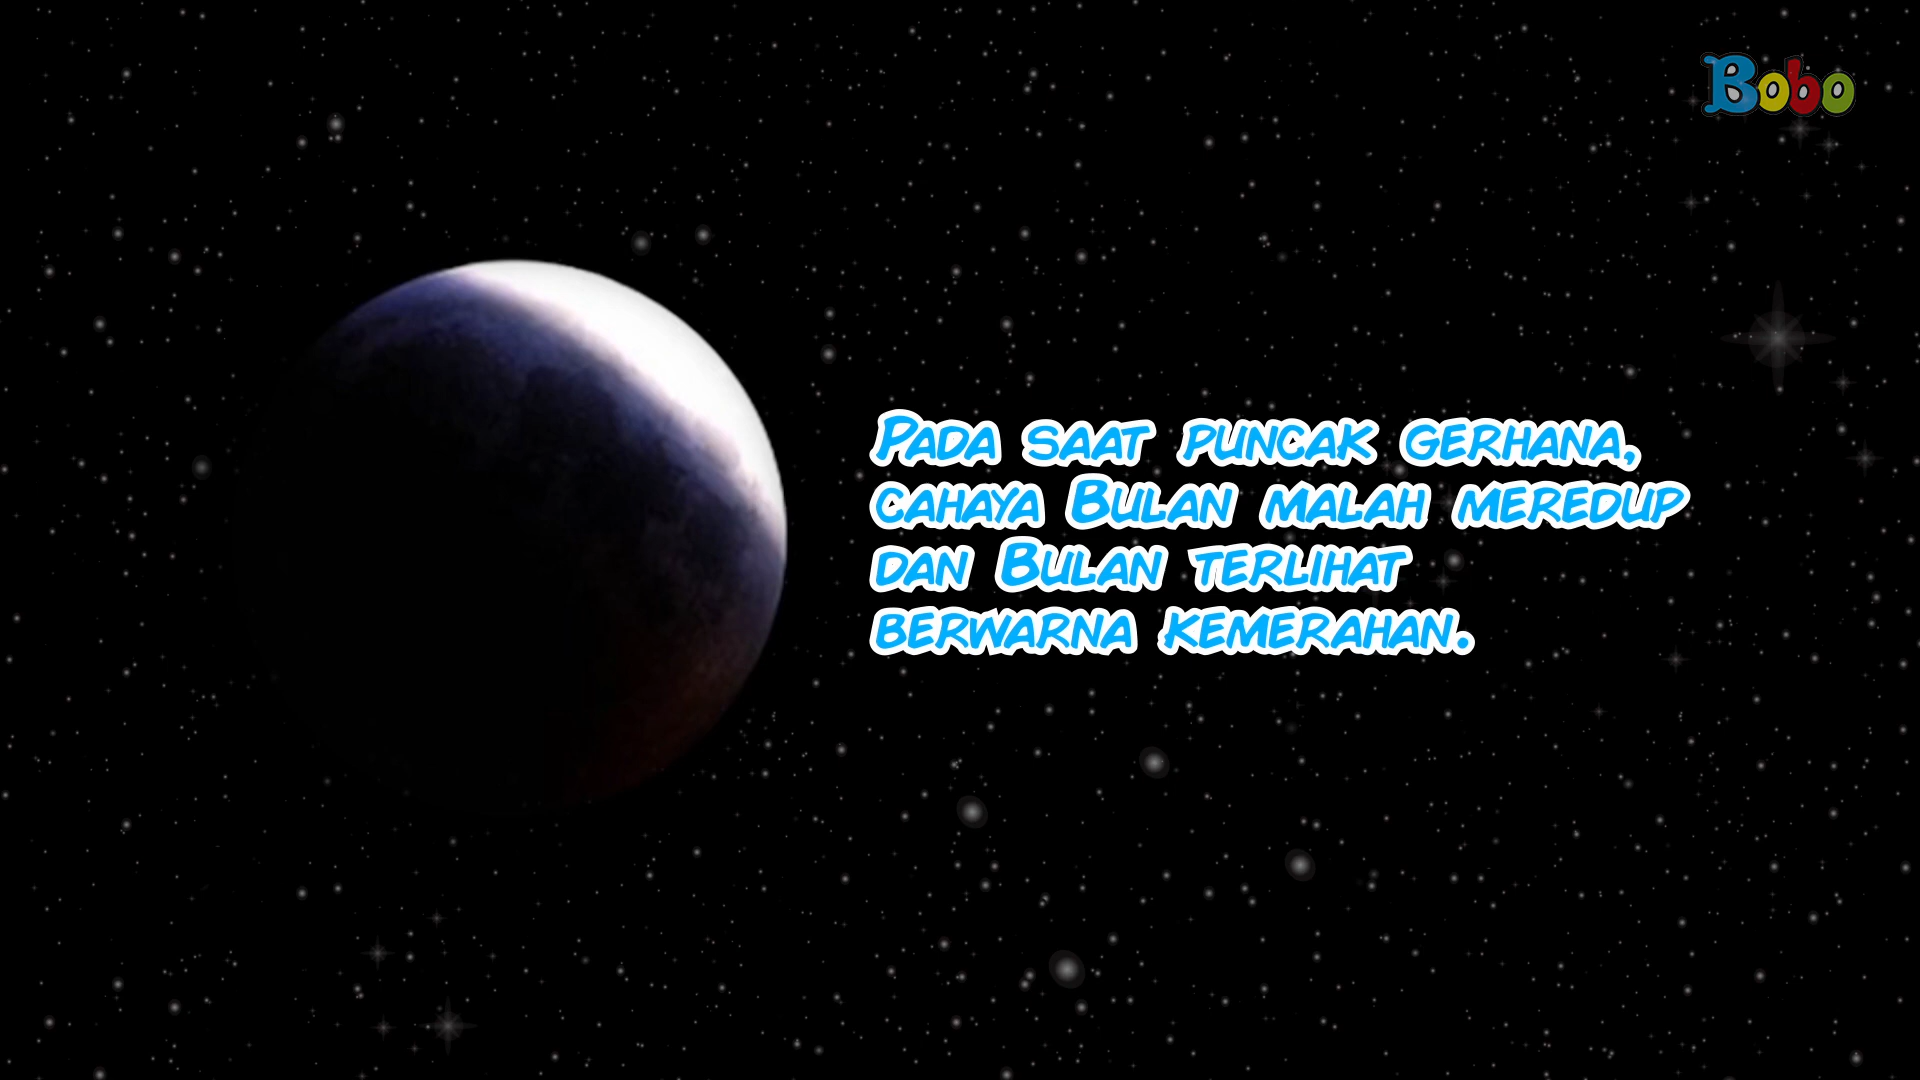 Bobo
Pada saat puncak gerhana,
cahaya Bulan malah meredup
dan Bulan terlihat
berwarna kemerahan.